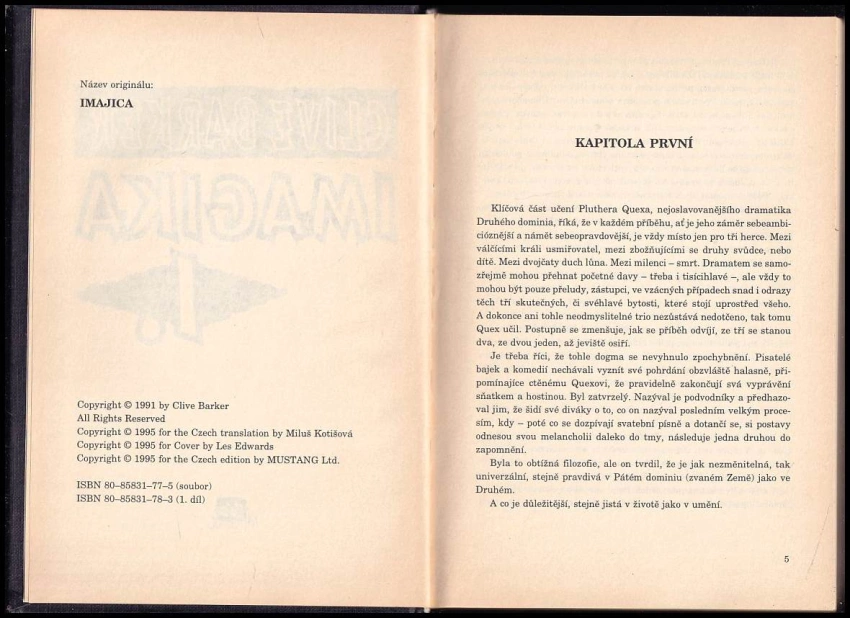 Název originálu:
IMAJICA
Copyright © 1991 by Clive Barker
All Rights Reserved
Copyright © 1995 for the Czech translation by Miluš Kotišová
Copyright © 1995 for Cover by Les Edwards
Copyright © 1995 for the Czech edition by MUSTANG Ltd.
ISBN 80–85831–77–5 (soubor)
ISBN 80–85831–78–3 (1. díl)
KAPITOLA PRVNÍ
Klíčová část učení Pluthera Quexa, nejoslavovanějšího dramatika
Druhého dominia, říká, že v každém příběhu, ať je jeho záměr sebeambi-
cióznější a námět sebeopravdovější, je vždy místo jen pro tři herce. Mezi
válčícími králi usmiřovatel, mezi zbožňujícími se druhy svůdce, nebo
dítě. Mezi dvojčaty duch lůna. Mezi milenci – smrt. Dramatem se samo-
zřejmě mohou přehnat početné davy – třeba i tisícihlavé –, ale vždy to
mohou být pouze přeludy, zástupci, ve vzácných případech snad i odrazy
těch tří skutečných, či svéhlavé bytosti, které stojí uprostřed všeho.
A dokonce ani tohle neodmyslitelné trio nezůstává nedotčeno, tak tomu
Quex učil. Postupně se zmenšuje, jak se příběh odvíjí, ze tří se stanou
dva, ze dvou jeden, až jeviště osiří.
Je třeba říci, že tohle dogma se nevyhnulo zpochybnění. Pisatelé
bajek a komedií nechávali vyznít své pohrdání obzvláště halasně, při-
pomínajíce ctěnému Quexovi, že pravidelně zakončují svá vyprávění
sňatkem a hostinou. Byl zatvrzelý. Nazýval je podvodníky a předhazo-
val jim, že šidí své diváky o to, co on nazýval posledním velkým proce-
sím, kdy – poté co se dozpívají svatební písně a dotančí se, si postavy
odnesou svou melancholii daleko do tmy, následuje jedna druhou do
zapomnění.
Byla to obtížná filozofie, ale on tvrdil, že je jak nezměnitelná, tak
univerzální, stejně pravdivá v Pátém dominiu (zvaném Země) jako ve
Druhém.
A co je důležitější, stejně jistá v životě jako v umění.
5